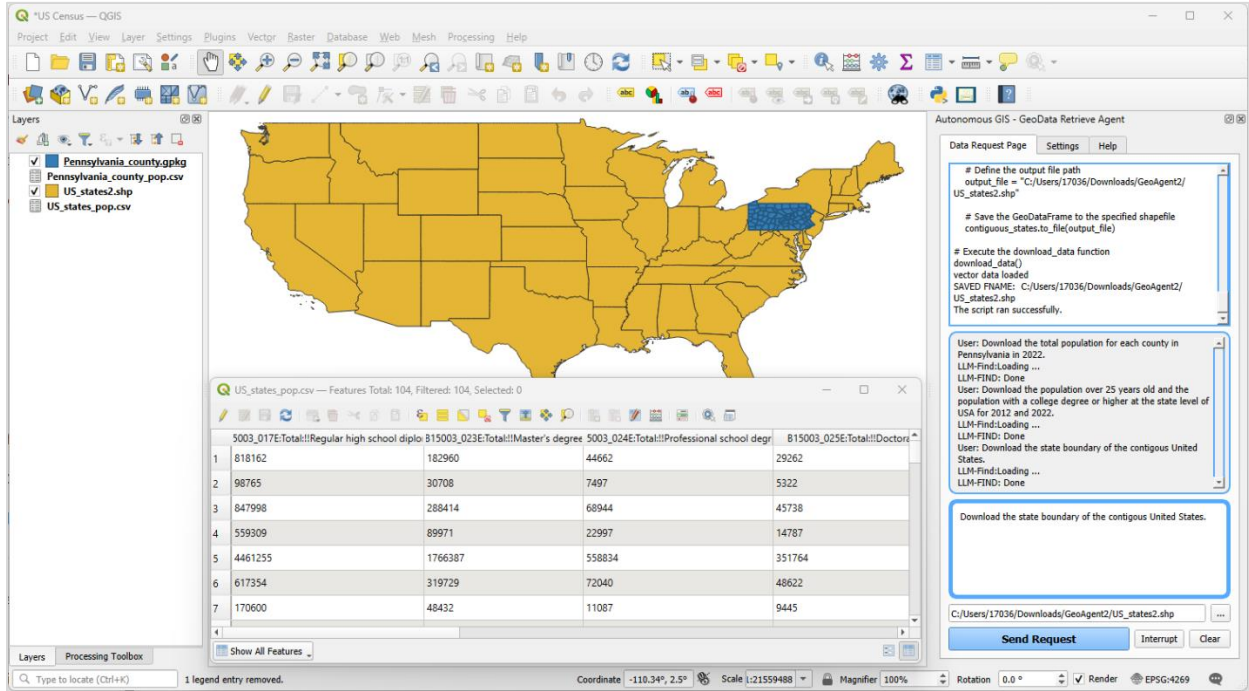 *US Census — QGIS
Project Edit View Layer Settings Plugins Vector Raster Database Web Mesh Processing Help
abc abc abc abc abc abc abc
Layers
Pennsylvania_county.gpkg
Pennsylvania_county_pop.csv
US_states2.shp
US_states_pop.csv
US_states_pop.csv — Features Total: 104, Filtered: 104, Selected: 0
5003_017E:Total:!!Regular high school diplo B15003_023E:Total:!!Master's degree 5003_024E:Total:!!Professional school degr B15003_025E:Total:!!Doctora
1 818162 182960 44662 29262
2 98765 30708 7497 5322
3 847998 288414 68944 45738
4 559309 89971 22997 14787
5 4461255 1766387 558834 351764
6 617354 319729 72040 48622
7 170600 48432 11087 9445
Show All Features
Autonomous GIS - GeoData Retrieve Agent
Data Request Page Settings Help
# Define the output file path
output_file = "C:/Users/17036/Downloads/GeoAgent2/
US_states2.shp"
# Save the GeoDataFrame to the specified shapefile
contiguous_states.to_file(output_file)
# Execute the download_data function
download_data()
vector data loaded
SAVED FNAME: C:/Users/17036/Downloads/GeoAgent2/
US_states2.shp
The script ran successfully.
User: Download the total population for each county in
Pennsylvania in 2022.
LLM-Find:Loading ...
LLM-FIND: Done
User: Download the population over 25 years old and the
population with a college degree or higher at the state level of
USA for 2012 and 2022.
LLM-Find:Loading ...
LLM-FIND: Done
User: Download the state boundary of the contiguous United
States.
LLM-Find:Loading ...
LLM-FIND: Done
Download the state boundary of the contigous United States.
C:/Users/17036/Downloads/GeoAgent2/US_states2.shp ...
Send Request Interrupt Clear
Layers Processing Toolbox
Type to locate (Ctrl+K) 1 legend entry removed. Coordinate -110.34°, 2.5° Scale 1:21559488 Magnifier 100% Rotation 0.0 ° Render EPSG:4269